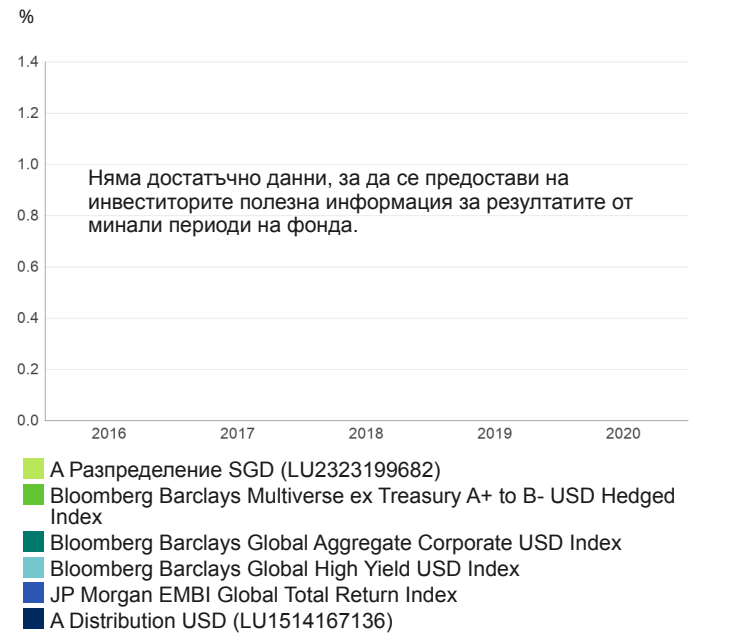 %
1.4
1.2
1.0
Няма достатъчно данни, за да се предостави на
инвеститорите полезна информация за резултатите от
0.8
минали периоди на фонда.
0.6
0.4
0.2
0.0
2016 2017 2018 2019 2020
А Разпределение SGD (LU2323199682)
Bloomberg Barclays Multiverse ex Treasury A+ to B- USD Hedged
Index
Bloomberg Barclays Global Aggregate Corporate USD Index
Bloomberg Barclays Global High Yield USD Index
JP Morgan EMBI Global Total Return Index
A Distribution USD (LU1514167136)